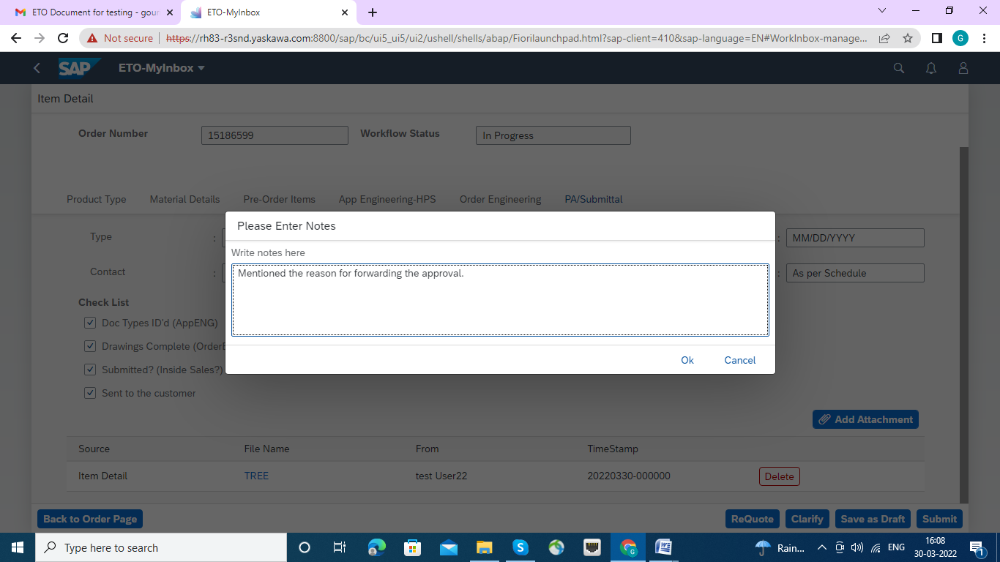 ETO Document for testing - gour
ETO-MyInbox
Not secure
https://rh83-r3snd.yaskawa.com:8800/sap/bc/ui5_ui5/ui2/ushell/shells/abap/Fiorilaunchpad.html?sap-client=410&sap-language=EN#WorkInbox-manage...
G
SAP
ETO-MyInbox
Item Detail
Order Number
15186599
Workflow Status
In Progress
Product Type
Material Details
Pre-Order Items
App Engineering-HPS
Order Engineering
PA/Submittal
Please Enter Notes
Write notes here
Mentioned the reason for forwarding the approval.
Ok
Cancel
Type :
: MM/DD/YYYY
Contact :
: As per Schedule
Check List
Doc Types ID'd (AppENG)
Drawings Complete (OrderE
Submitted? (Inside Sales?)
Sent to the customer
Add Attachment
Source
File Name
From
TimeStamp
Item Detail
TREE
test User22
20220330-000000
Delete
Back to Order Page
ReQuote
Clarify
Save as Draft
Submit
Type here to search
Rain...
ENG
16:08
30-03-2022
1